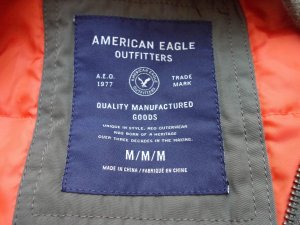 AMERICAN EAGLE
OUTFITTERS
A.E.O. TRADE
1977 MARK
QUALITY MANUFACTURED
GOODS
UNIQUE IN STYLE, AEO OUTERWEAR
WAS BORN OF A HERITAGE
OVER THREE DECADES IN THE MAKING.
M/M/M
MADE IN CHINA / FABRIQUÉ EN CHINE